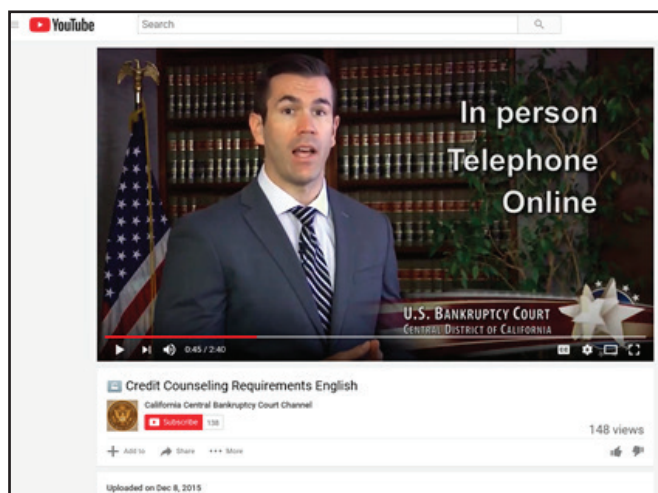 YouTube
Search
In person
Telephone
Online
U.S. BANKRUPTCY COURT
CENTRAL DISTRICT OF CALIFORNIA
0:45 / 2:40
CC
Credit Counseling Requirements English
California Central Bankruptcy Court Channel
Subscribe 138
148 views
Add to Share More
Uploaded on Dec 8, 2015